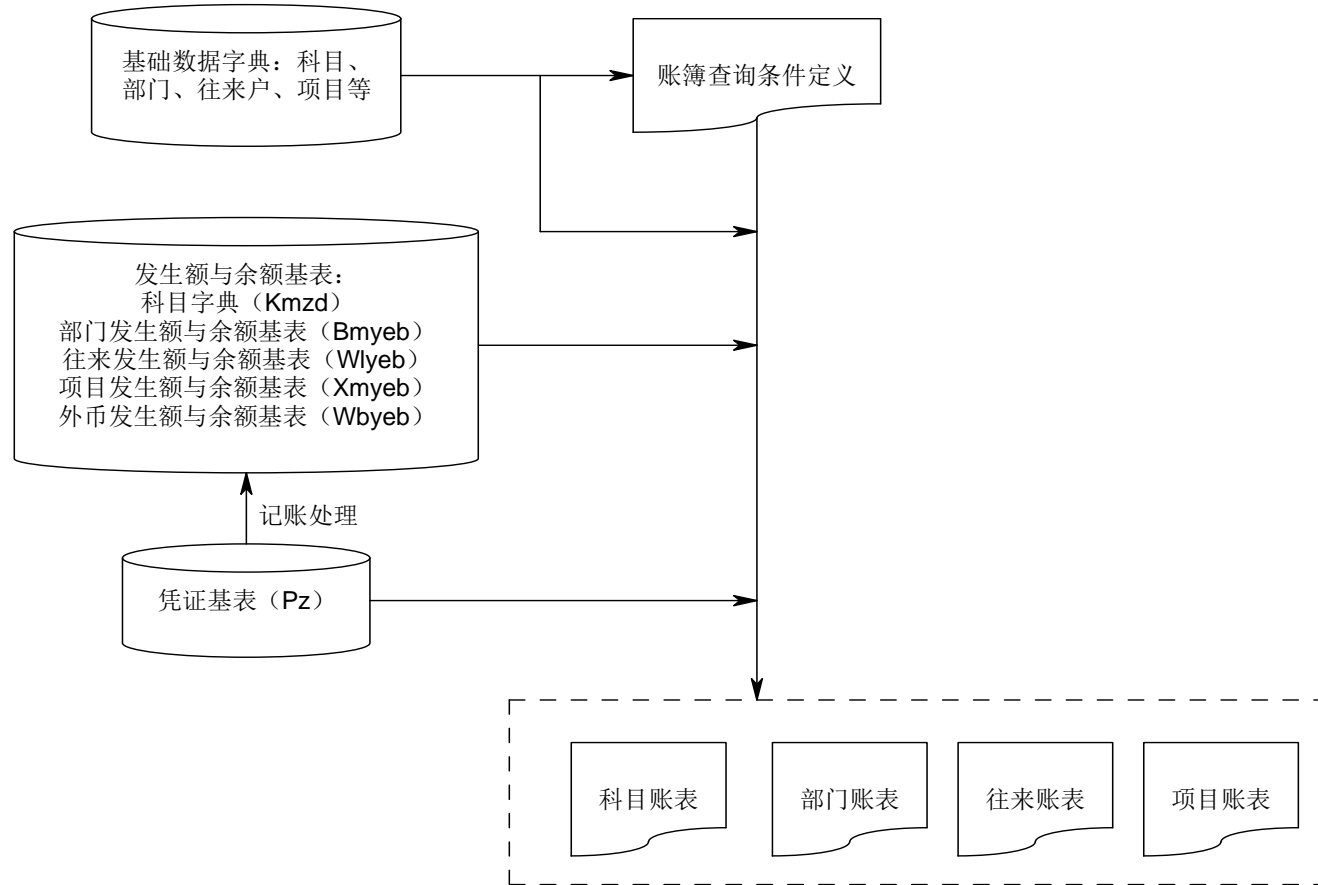 基础数据字典：科目、
部门、往来户、项目等
账簿查询条件定义
发生额与余额基表：
科目字典（Kmzd）
部门发生额与余额基表（Bmyeb）
往来发生额与余额基表（Wlyeb）
项目发生额与余额基表（Xmyeb）
外币发生额与余额基表（Wbyeb）
记账处理
凭证基表（Pz）
科目账表
部门账表
往来账表
项目账表